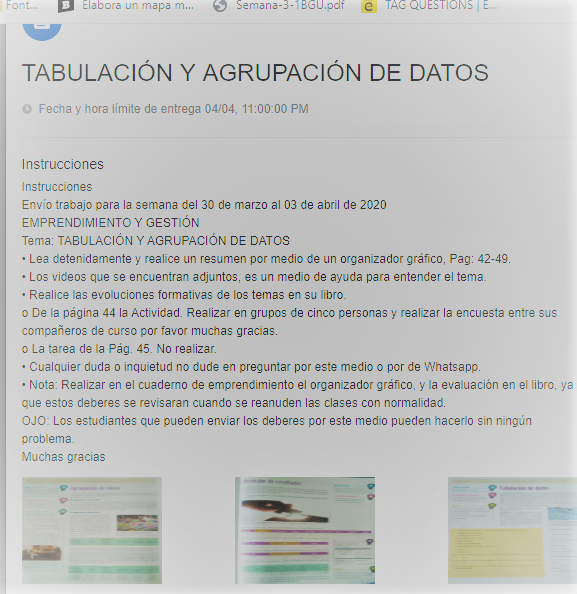 Font...
Elabora un mapa m...
Semana-3-1BGU.pdf
TAG QUESTIONS | E...
TABULACIÓN Y AGRUPACIÓN DE DATOS
Fecha y hora límite de entrega 04/04, 11:00:00 PM
Instrucciones
Instrucciones
Envío trabajo para la semana del 30 de marzo al 03 de abril de 2020
EMPRENDIMIENTO Y GESTIÓN
Tema: TABULACIÓN Y AGRUPACIÓN DE DATOS
• Lea detenidamente y realice un resumen por medio de un organizador gráfico, Pag: 42-49.
• Los videos que se encuentran adjuntos, es un medio de ayuda para entender el tema.
• Realice las evoluciones formativas de los temas en su libro.
o De la página 44 la Actividad. Realizar en grupos de cinco personas y realizar la encuesta entre sus
compañeros de curso por favor muchas gracias.
o La tarea de la Pág. 45. No realizar.
• Cualquier duda o inquietud no dude en preguntar por este medio o por de Whatsapp.
• Nota: Realizar en el cuaderno de emprendimiento el organizador gráfico, y la evaluación en el libro, ya
que estos deberes se revisaran cuando se reanuden las clases con normalidad.
OJO: Los estudiantes que pueden enviar los deberes por este medio pueden hacerlo sin ningún
problema.
Muchas gracias